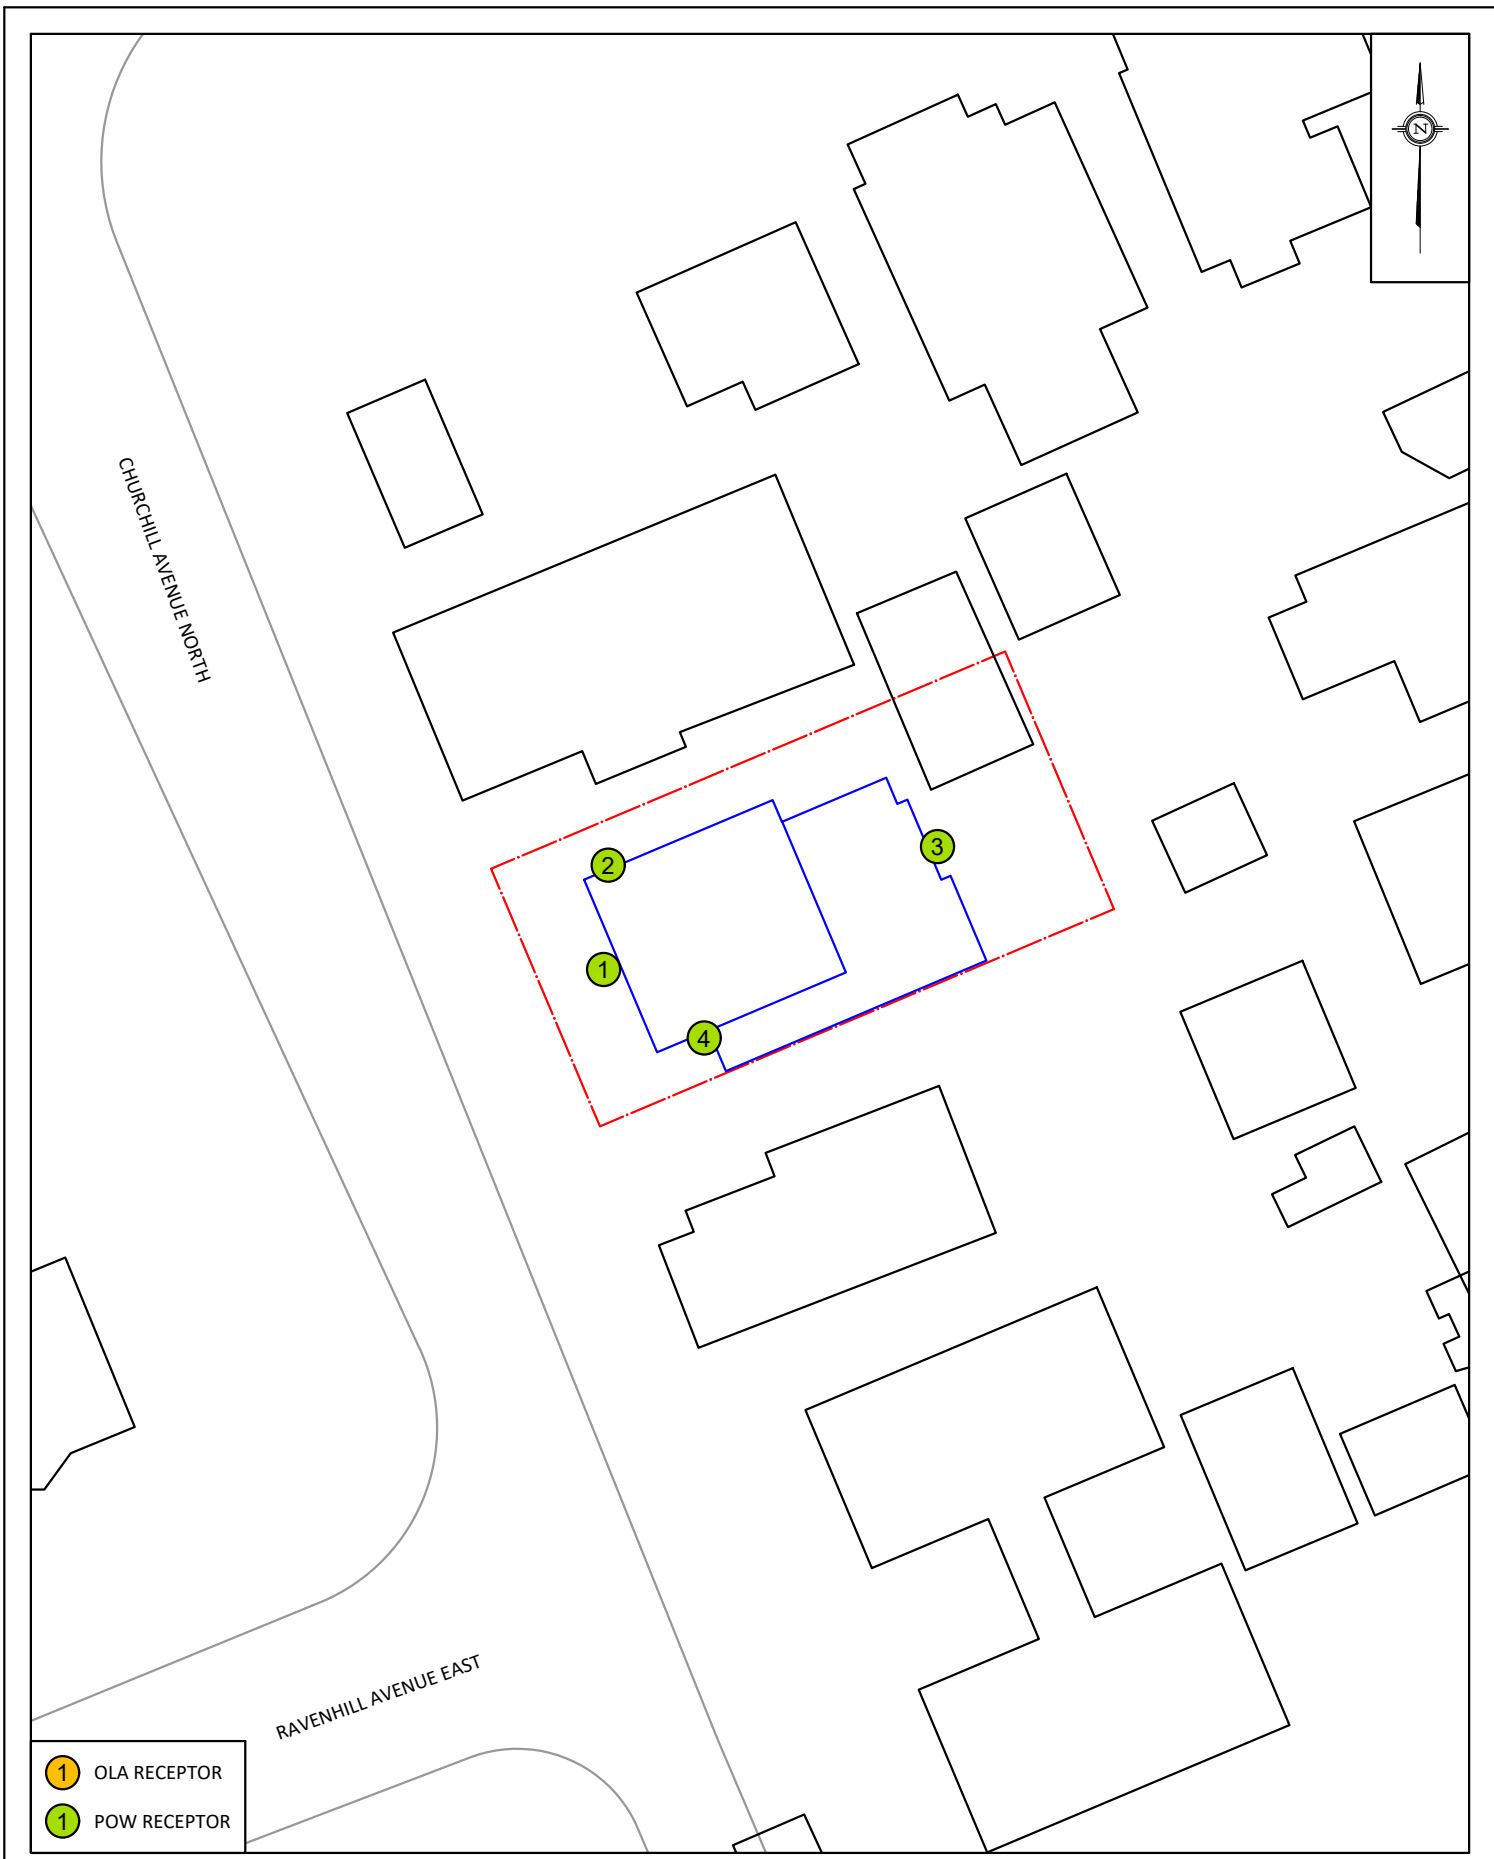 N
CHURCHILL AVENUE NORTH
2
3
1
4
RAVENHILL AVENUE EAST
1 OLA RECEPTOR
1 POW RECEPTOR